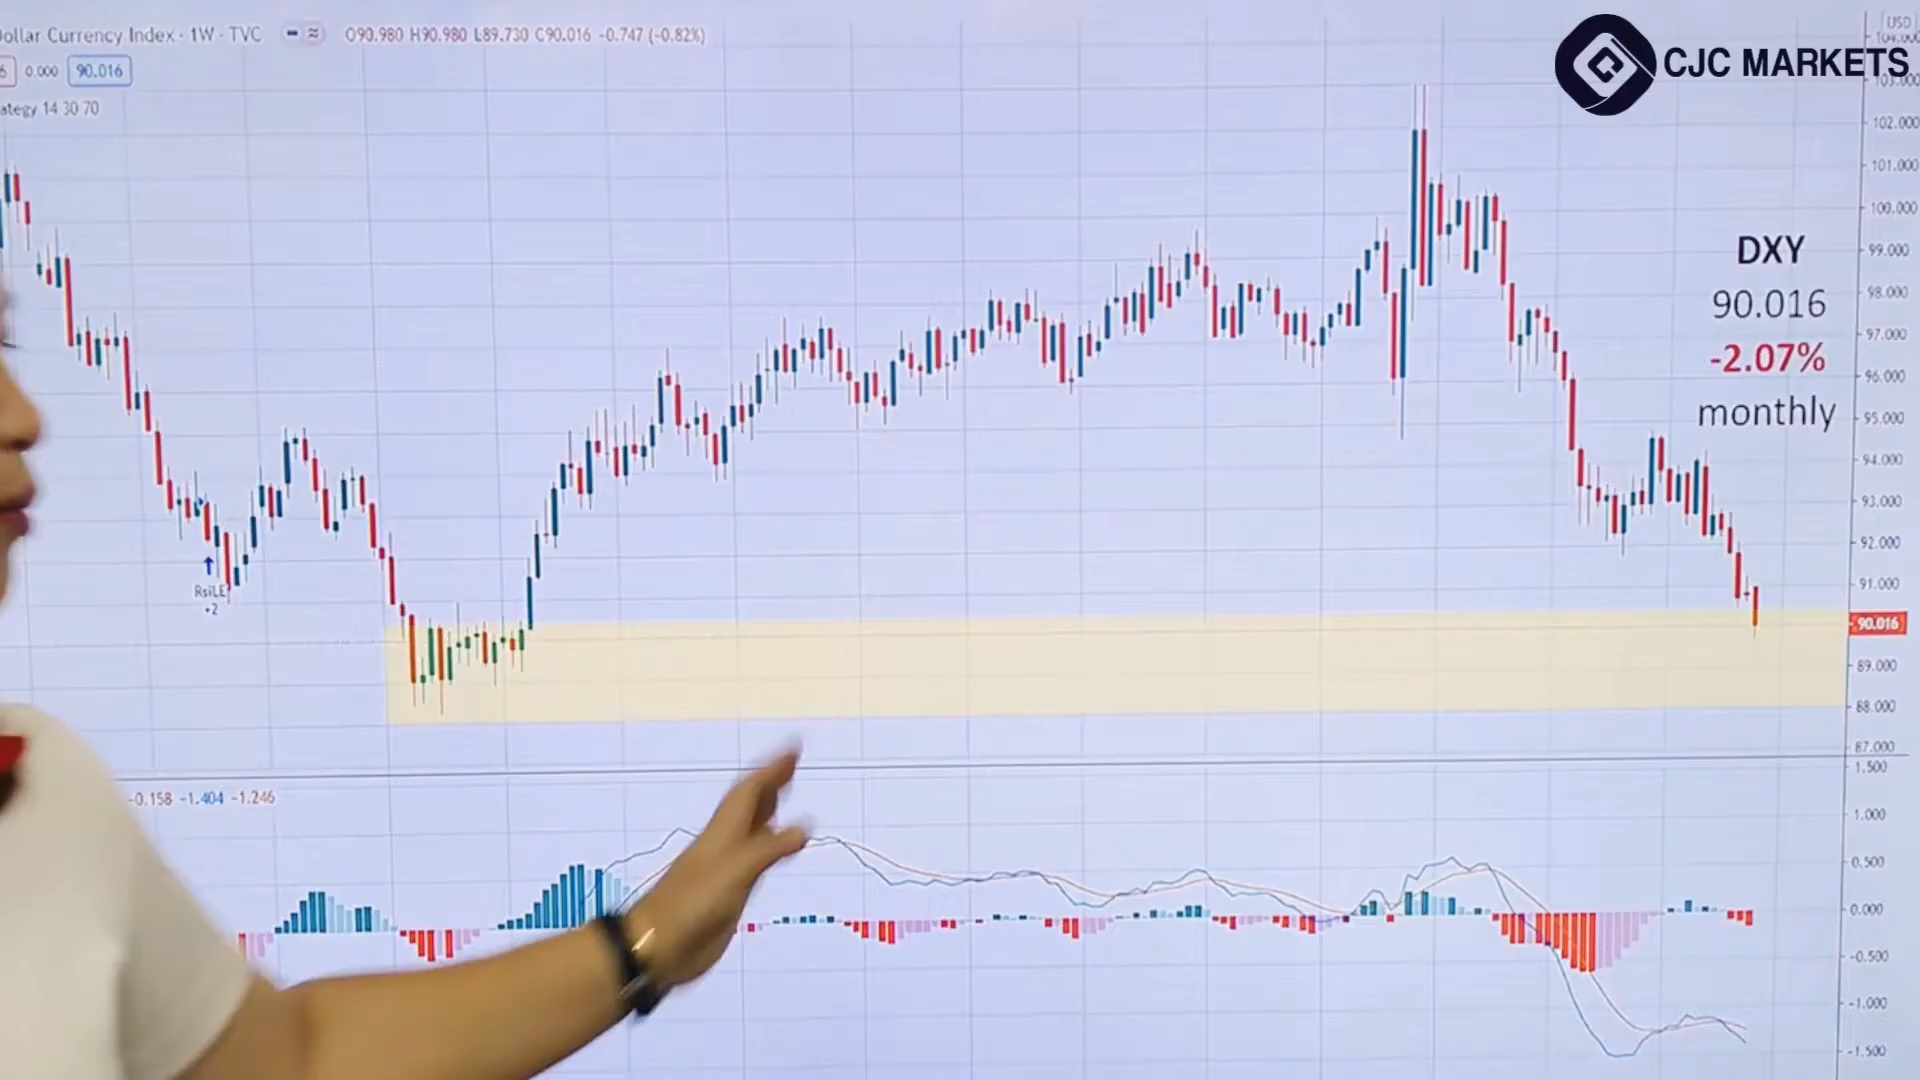 ollar Currency Index · 1W · TVC
O90.980 H90.980 L89.730 C90.016 -0.747 (-0.82%)
6 0.000 90.016
ategy 14 30 70
CJC MARKETS
USD
104.000
103.000
102.000
101.000
100.000
99.000
98.000
97.000
96.000
95.000
94.000
93.000
92.000
91.000
90.016
89.000
88.000
87.000
DXY
90.016
-2.07%
monthly
RsiLE
+2
-0.158 -1.404 -1.246
1.500
1.000
0.500
0.000
-0.500
-1.000
-1.500